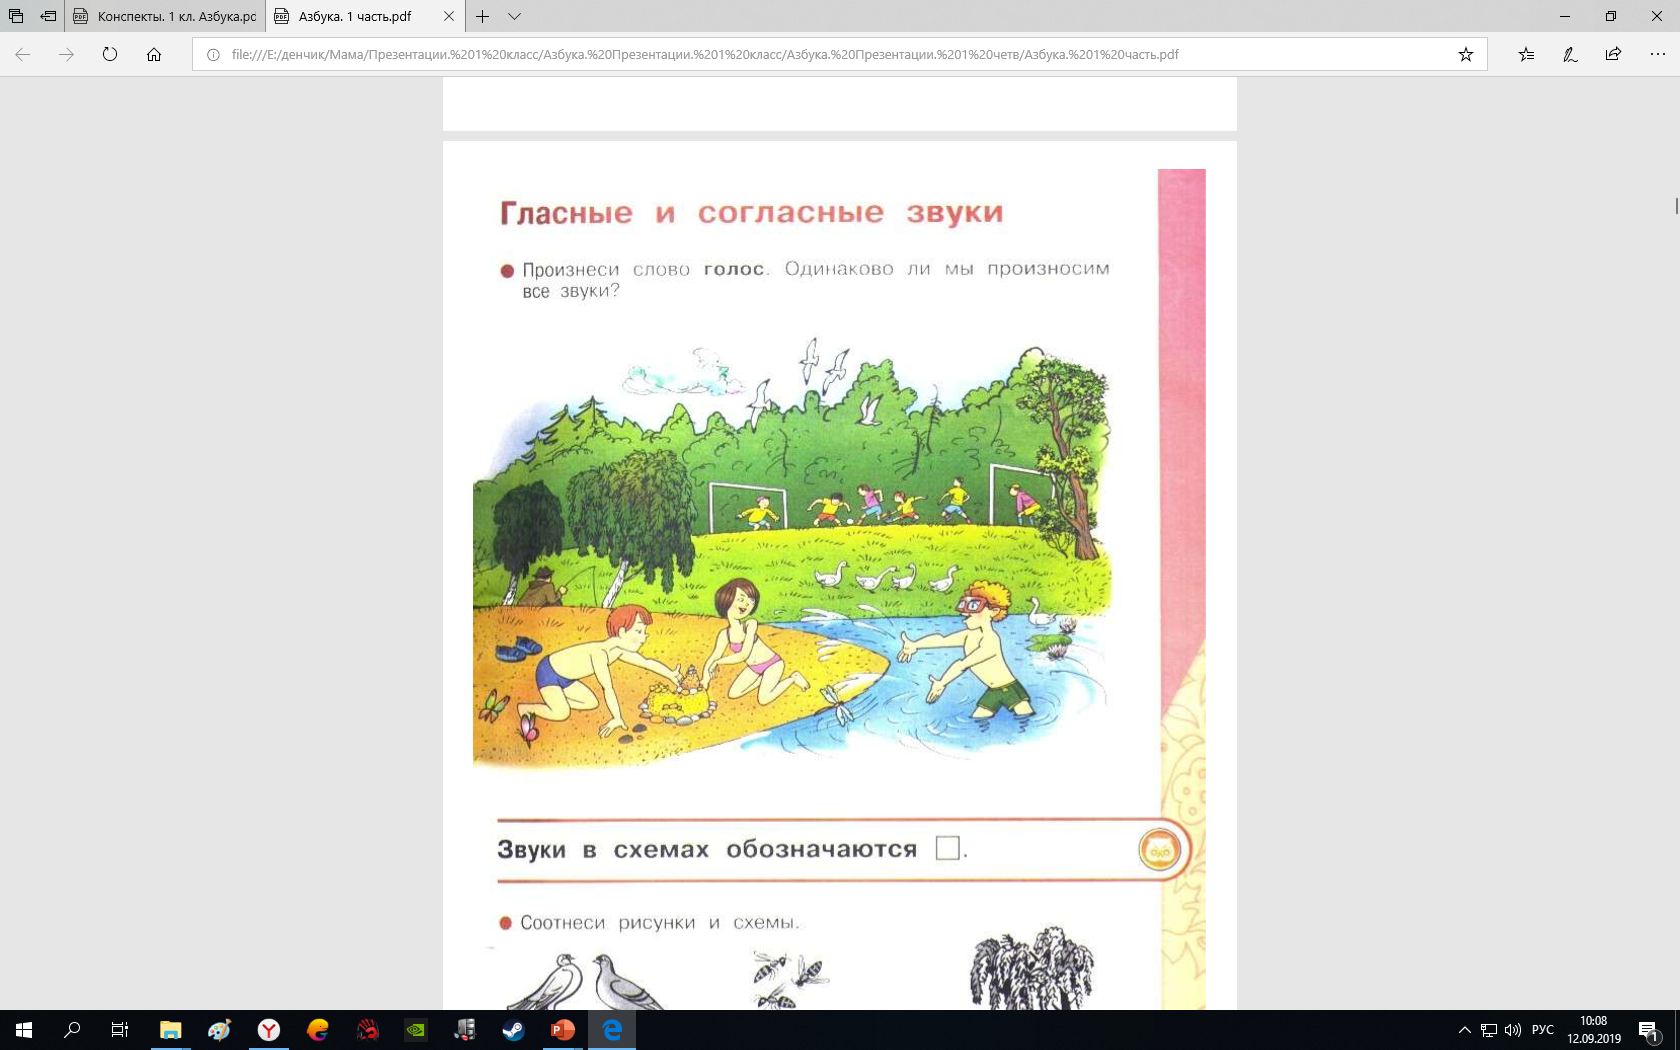 Конспекты. 1 кл. Азбука.pd
Азбука. 1 часть.pdf
file:///E:/денчик/Мама/Презентации.%201%20класс/Азбука.%20Презентации.%201%20класс/Азбука.%20Презентации.%201%20четв/Азбука.%201%20часть.pdf
Гласные и согласные звуки
Произнеси слово голос. Одинаково ли мы произносим
все звуки?
Звуки в схемах обозначаются □.
Соотнеси рисунки и схемы.
РУС
10:08
12.09.2019
1